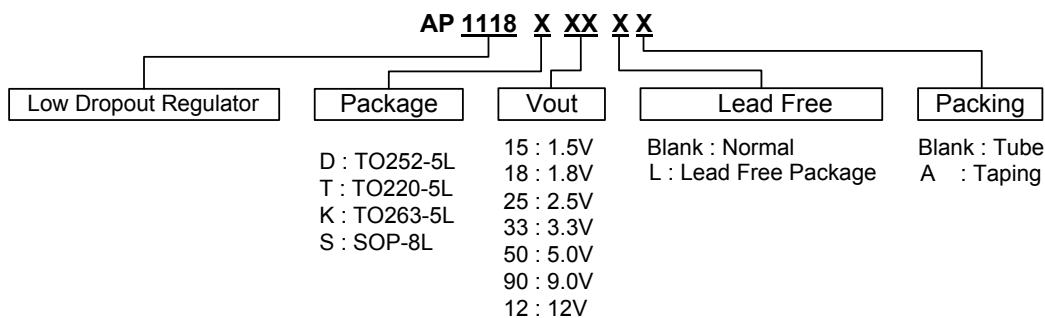 AP 1118 X XX X X
Low Dropout Regulator
Package
Vout
Lead Free
Packing
D : TO252-5L
T : TO220-5L
K : TO263-5L
S : SOP-8L
15 : 1.5V
18 : 1.8V
25 : 2.5V
33 : 3.3V
50 : 5.0V
90 : 9.0V
12 : 12V
Blank : Normal
L : Lead Free Package
Blank : Tube
A : Taping